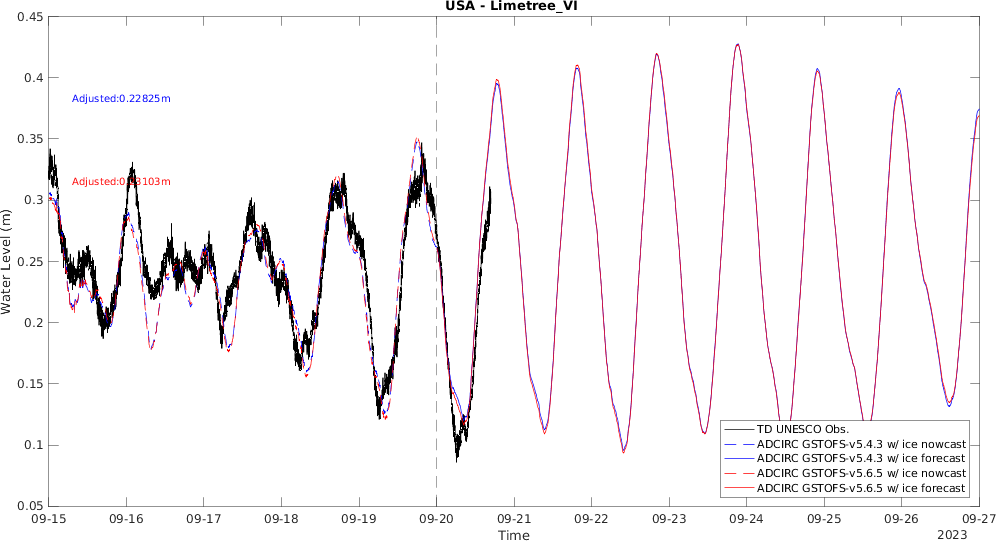 USA - Limetree_VI
0.45
0.4
0.35
0.3
0.25
0.2
0.15
0.1
0.05
Water Level (m)
Adjusted:0.22825m
Adjusted:0.23103m
TD UNESCO Obs.
ADCIRC GSTOFS-v5.4.3 w/ ice nowcast
ADCIRC GSTOFS-v5.4.3 w/ ice forecast
ADCIRC GSTOFS-v5.6.5 w/ ice nowcast
ADCIRC GSTOFS-v5.6.5 w/ ice forecast
09-15 09-16 09-17 09-18 09-19 09-20 09-21 09-22 09-23 09-24 09-25 09-26 09-27
Time
2023